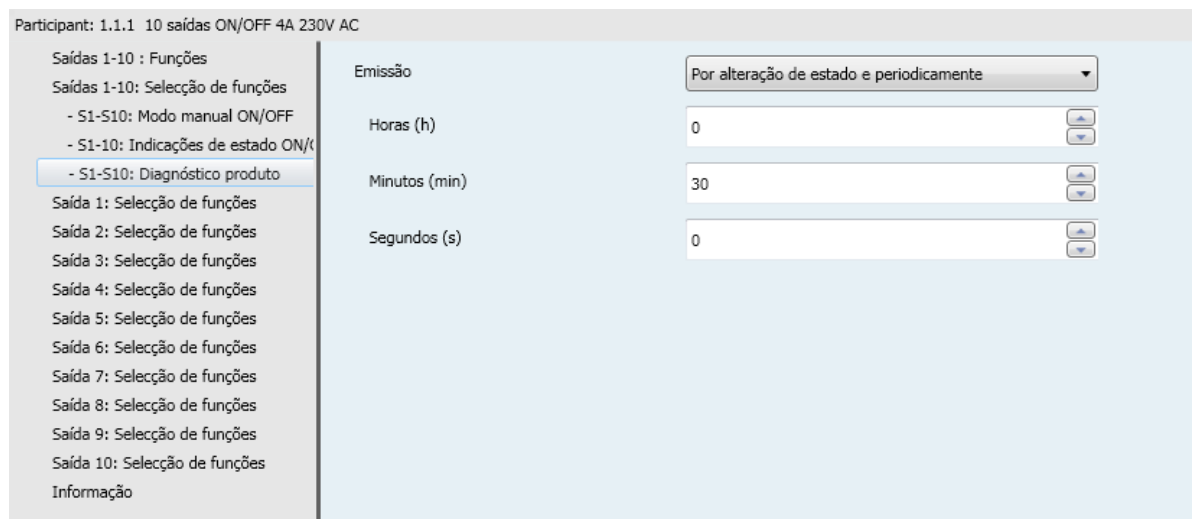 Participant: 1.1.1 10 saídas ON/OFF 4A 230V AC
Saídas 1-10 : Funções
Saídas 1-10: Selecção de funções
- S1-S10: Modo manual ON/OFF
- S1-10: Indicações de estado ON/(
- S1-S10: Diagnóstico produto
Saída 1: Selecção de funções
Saída 2: Selecção de funções
Saída 3: Selecção de funções
Saída 4: Selecção de funções
Saída 5: Selecção de funções
Saída 6: Selecção de funções
Saída 7: Selecção de funções
Saída 8: Selecção de funções
Saída 9: Selecção de funções
Saída 10: Selecção de funções
Informação
Emissão
Por alteração de estado e periodicamente
Horas (h)
0
Minutos (min)
30
Segundos (s)
0